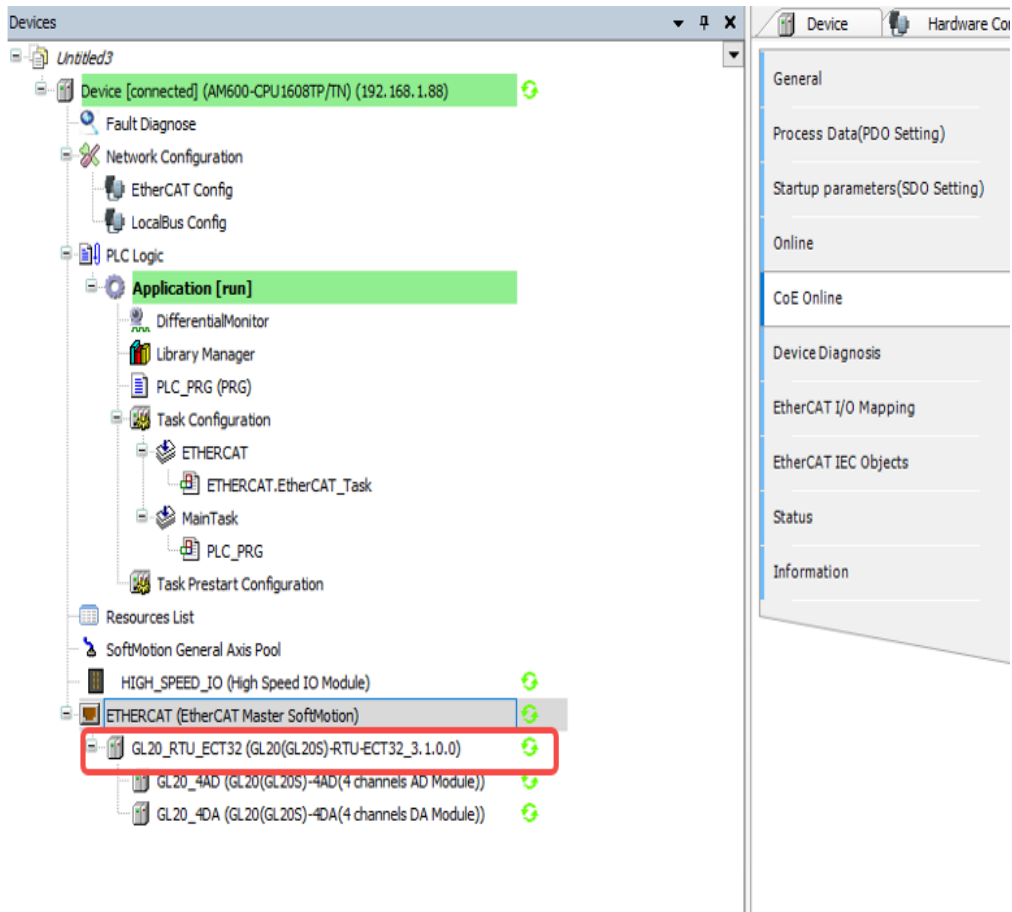 Devices
Untitled3
Device [connected] (AM600-CPU1608TP/TN) (192.168.1.88)
Fault Diagnose
Network Configuration
EtherCAT Config
LocalBus Config
PLC Logic
Application [run]
DifferentialMonitor
Library Manager
PLC_PRG (PRG)
Task Configuration
ETHERCAT
ETHERCAT.EtherCAT_Task
MainTask
PLC_PRG
Task Prestart Configuration
Resources List
SoftMotion General Axis Pool
HIGH_SPEED_IO (High Speed IO Module)
ETHERCAT (EtherCAT Master SoftMotion)
GL20_RTU_ECT32 (GL20(GL20S)-RTU-ECT32_3.1.0.0)
GL20_4AD (GL20(GL20S)-4AD(4 channels AD Module))
GL20_4DA (GL20(GL20S)-4DA(4 channels DA Module))
Device
Hardware Co
General
Process Data(PDO Setting)
Startup parameters(SDO Setting)
Online
CoE Online
Device Diagnosis
EtherCAT I/O Mapping
EtherCAT IEC Objects
Status
Information